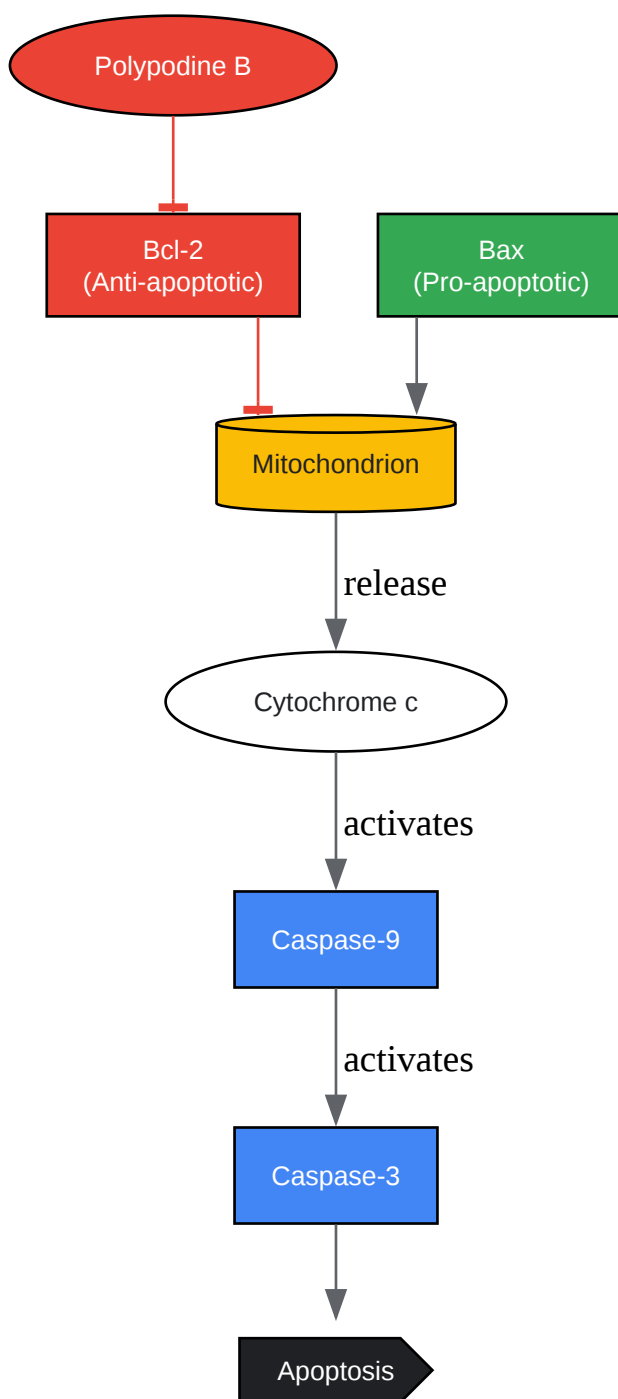 Polypodine B
Bcl-2
(Anti-apoptotic)
Bax
(Pro-apoptotic)
Mitochondrion
release
Cytochrome c
activates
Caspase-9
activates
Caspase-3
Apoptosis